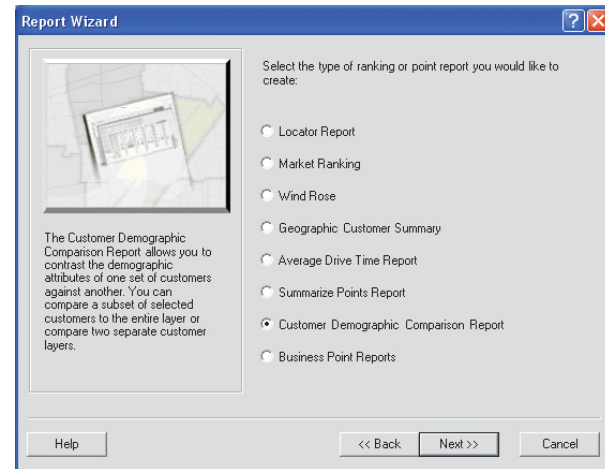 Report Wizard
Select the type of ranking or point report you would like to
create:
Locator Report
Market Ranking
Wind Rose
Geographic Customer Summary
Average Drive Time Report
Summarize Points Report
Customer Demographic Comparison Report
Business Point Reports
The Customer Demographic
Comparison Report allows you to
contrast the demographic
attributes of one set of customers
against another. You can
compare a subset of selected
customers to the entire layer or
compare two separate customer
layers.
Help
<< Back
Next >>
Cancel